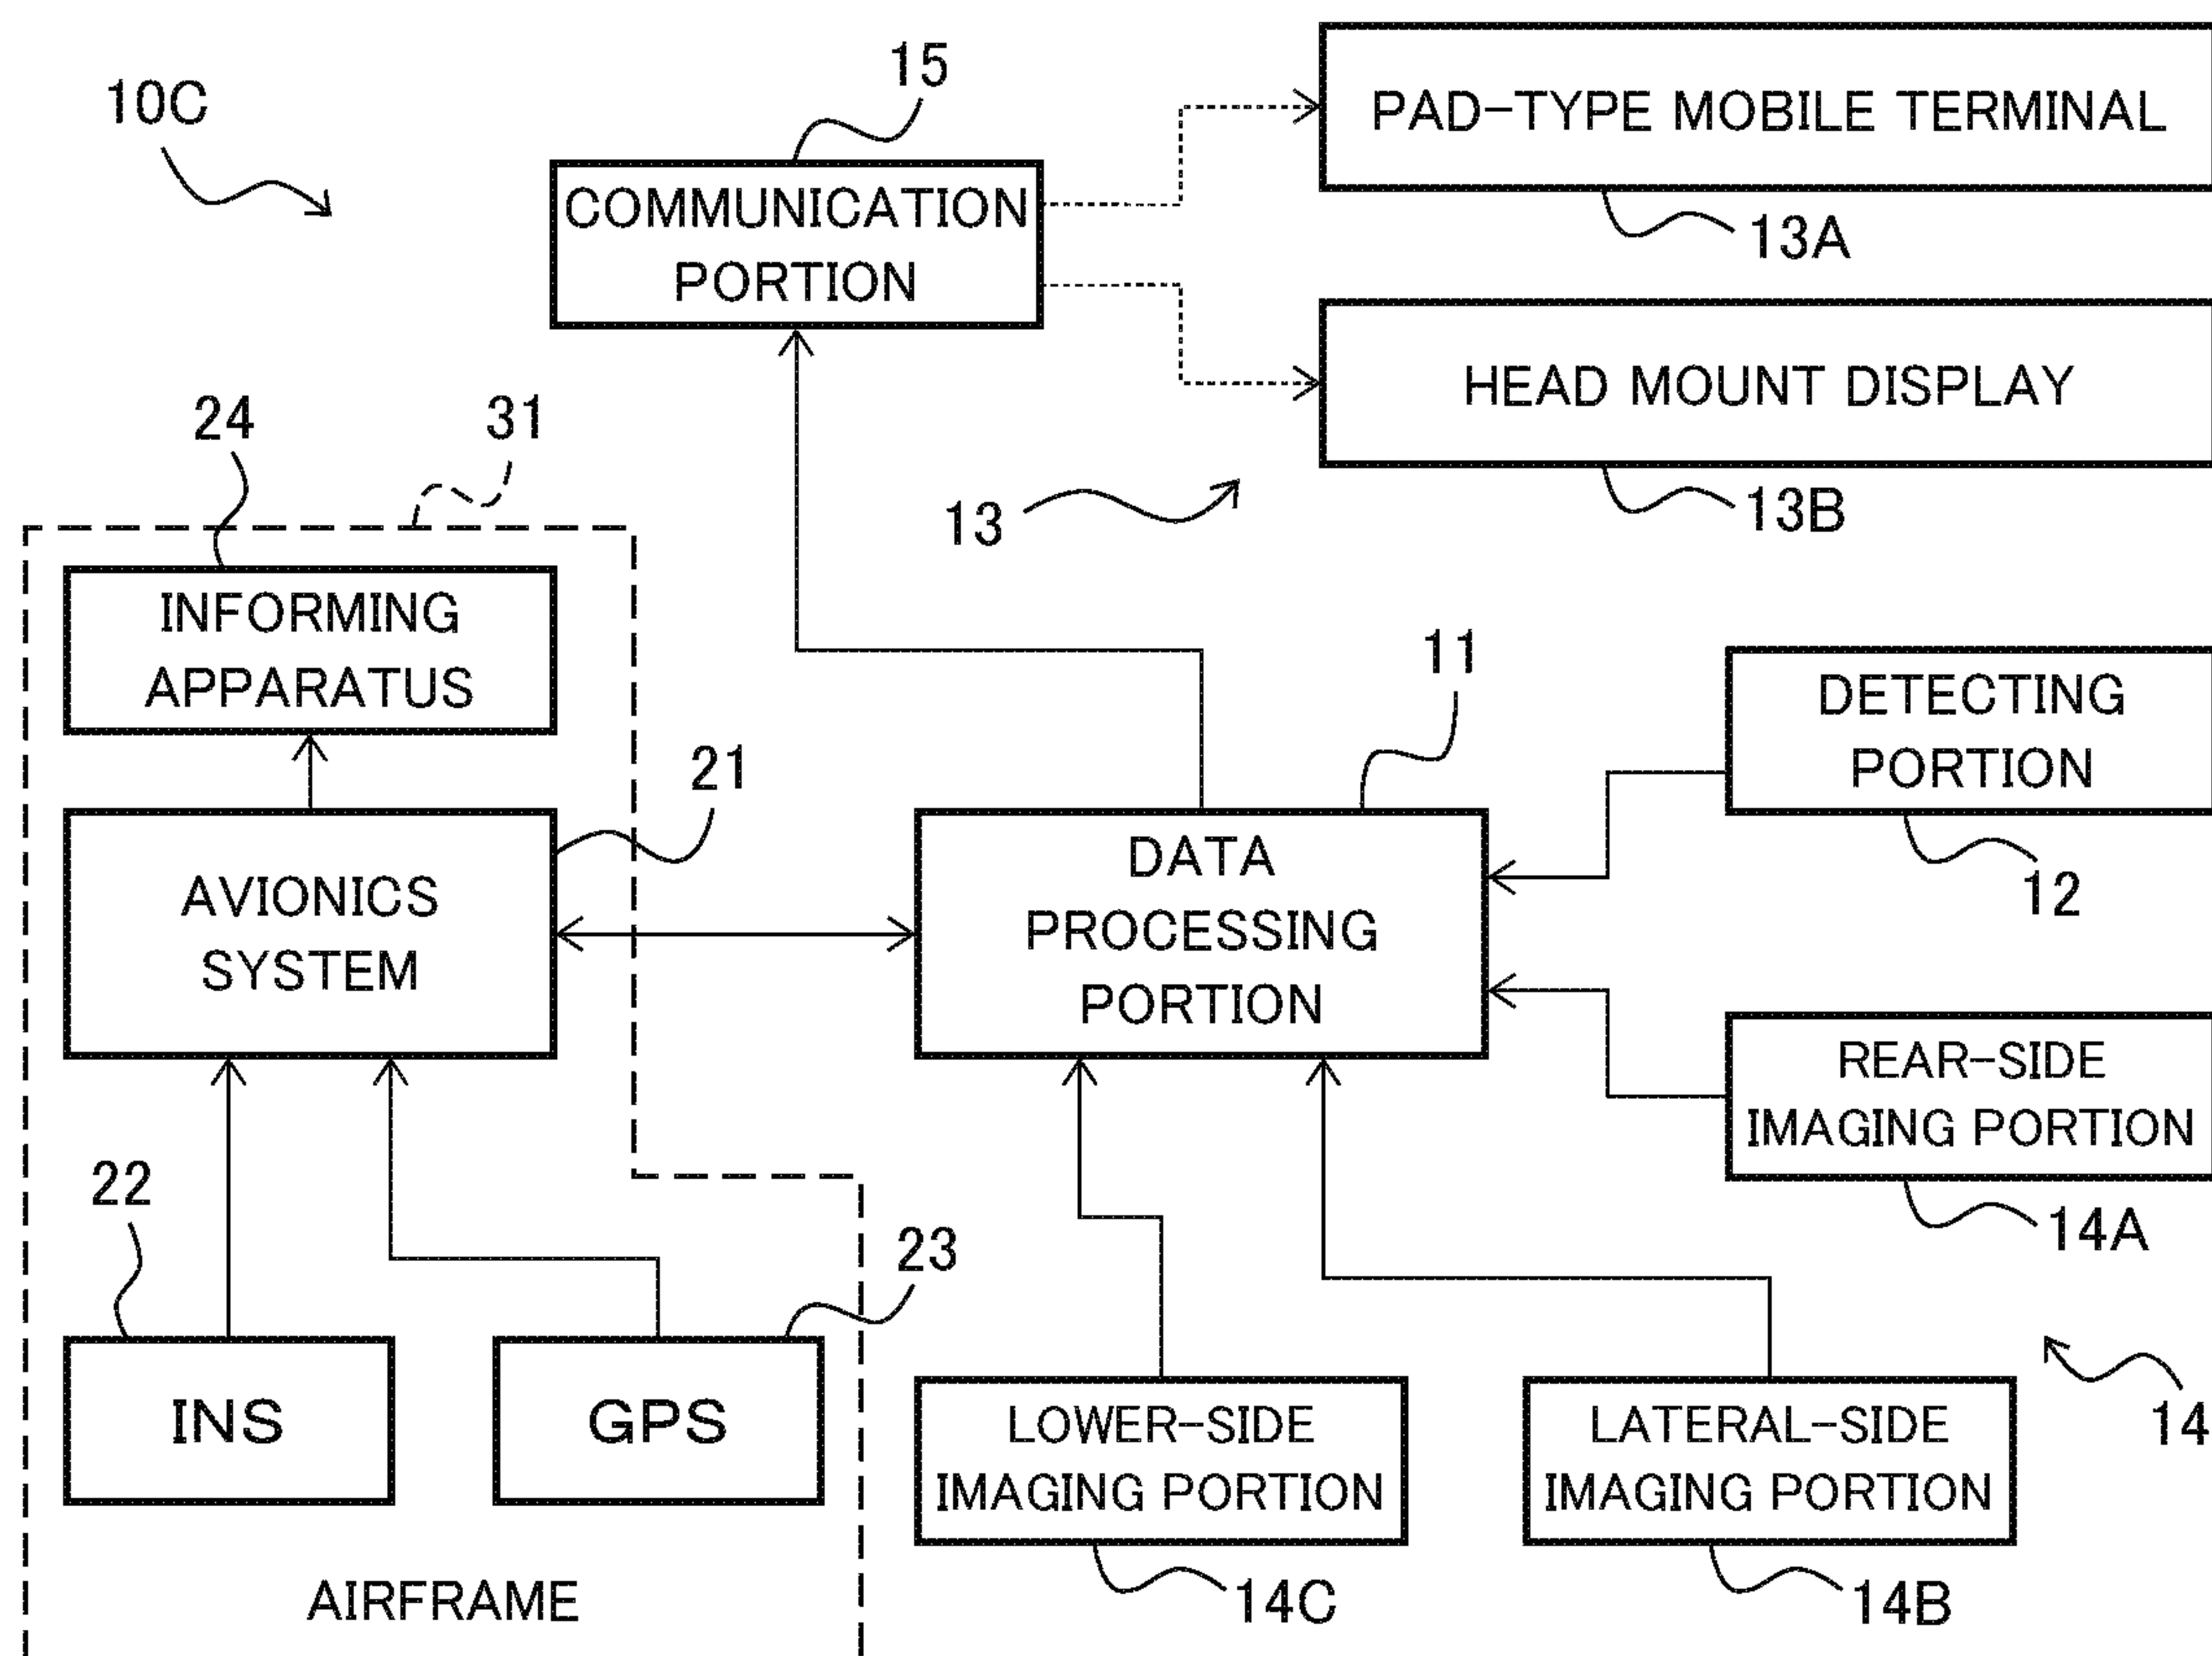 10C
15
COMMUNICATION
PORTION
PAD-TYPE MOBILE TERMINAL
13A
HEAD MOUNT DISPLAY
13B
13
24
31
INFORMING
APPARATUS
21
AVIONICS
SYSTEM
11
DATA
PROCESSING
PORTION
DETECTING
PORTION
12
REAR-SIDE
IMAGING PORTION
14A
22
INS
23
GPS
AIRFRAME
LOWER-SIDE
IMAGING PORTION
14C
LATERAL-SIDE
IMAGING PORTION
14B
14